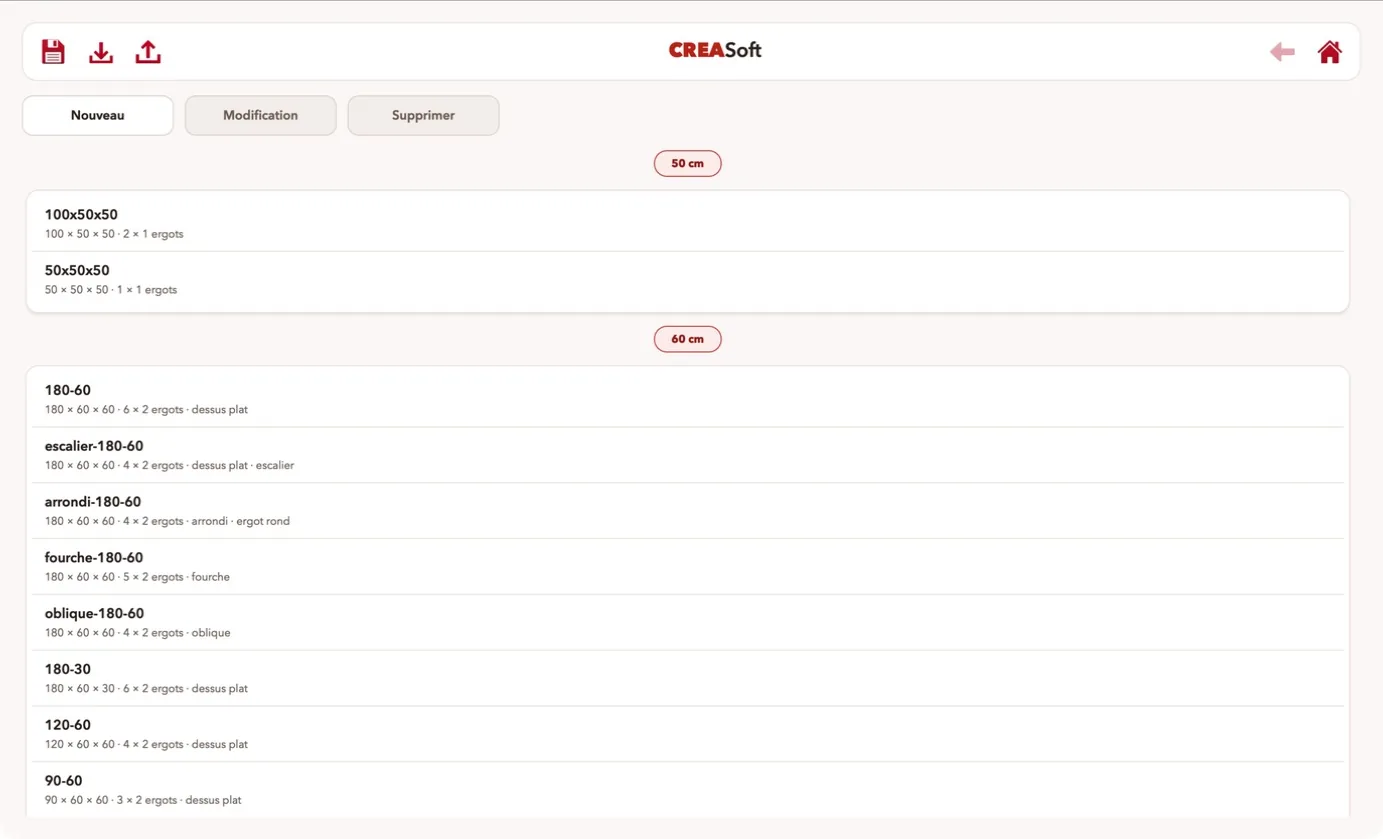 CREASoft
Nouveau
Modification
Supprimer
50 cm
100x50x50
100 × 50 × 50 · 2 × 1 ergots
50x50x50
50 × 50 × 50 · 1 × 1 ergots
60 cm
180-60
180 × 60 × 60 · 6 × 2 ergots · dessus plat
escalier-180-60
180 × 60 × 60 · 4 × 2 ergots · dessus plat · escalier
arrondi-180-60
180 × 60 × 60 · 4 × 2 ergots · arrondi · ergot rond
fourche-180-60
180 × 60 × 60 · 5 × 2 ergots · fourche
oblique-180-60
180 × 60 × 60 · 4 × 2 ergots · oblique
180-30
180 × 60 × 30 · 6 × 2 ergots · dessus plat
120-60
120 × 60 × 60 · 4 × 2 ergots · dessus plat
90-60
90 × 60 × 60 · 3 × 2 ergots · dessus plat